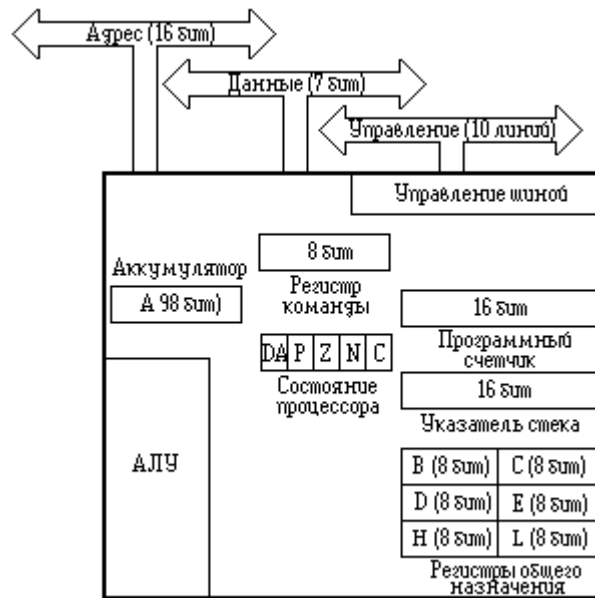 Адрес (16 бит)
Данные (7 бит)
Управление (10 линий)
Управление шиной
8 бит
Аккумулятор
Регистр
команды
A 98 бит)
16 бит
Программный
счетчик
DA P Z N C
Состояние
процессора
16 бит
Указатель стека
АЛУ
B (8 бит) C (8 бит)
D (8 бит) E (8 бит)
H (8 бит) L (8 бит)
Регистры общего
назначения